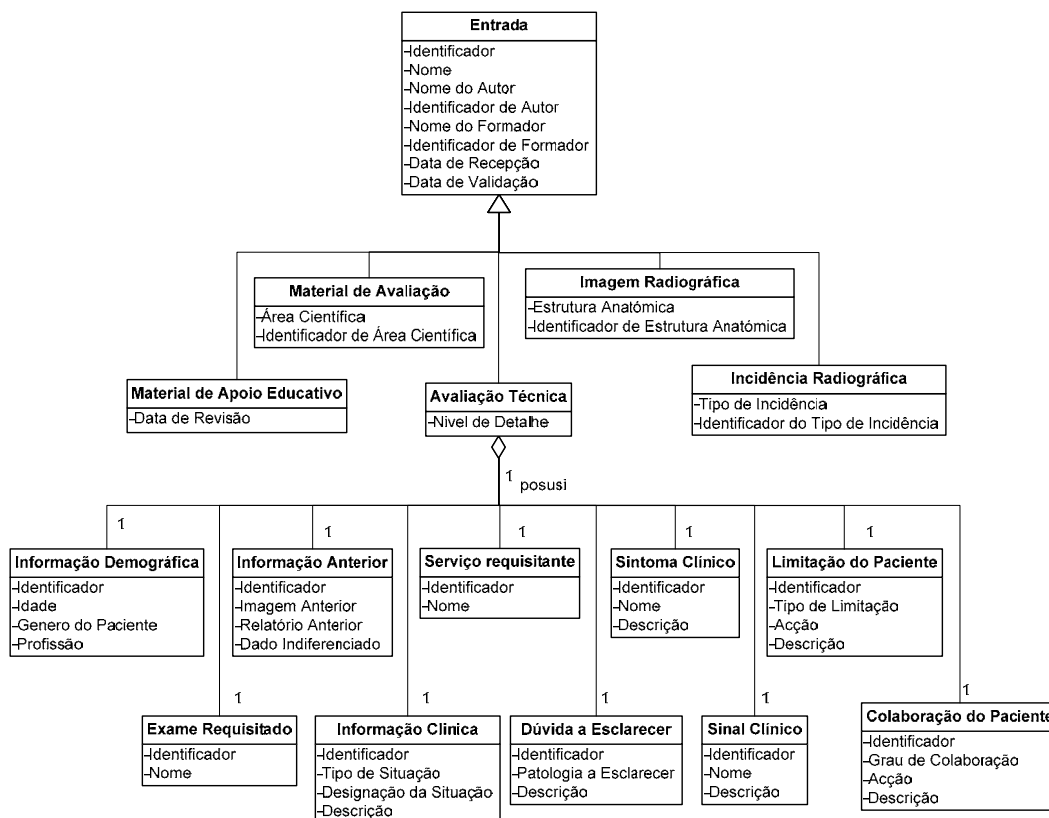 Entrada
-Identificador
-Nome
-Nome do Autor
-Identificador de Autor
-Nome do Formador
-Identificador de Formador
-Data de Recepção
-Data de Validação
Material de Avaliação
-Área Científica
-Identificador de Área Científica
Imagem Radiográfica
-Estrutura Anatómica
-Identificador de Estrutura Anatómica
Material de Apoio Educativo
-Data de Revisão
Avaliação Técnica
-Nivel de Detalhe
Incidência Radiográfica
-Tipo de Incidência
-Identificador do Tipo de Incidência
1
posusi
1
1
1
1
1
Informação Demográfica
-Identificador
-Idade
-Genero do Paciente
-Profissão
Informação Anterior
-Identificador
-Imagem Anterior
-Relatório Anterior
-Dado Indiferenciado
Serviço requisitante
-Identificador
-Nome
Sintoma Clínico
-Identificador
-Nome
-Descrição
Limitação do Paciente
-Identificador
-Tipo de Limitação
-Acção
-Descrição
1
1
1
1
1
Exame Requisitado
-Identificador
-Nome
Informação Clinica
-Identificador
-Tipo de Situação
-Designação da Situação
-Descrição
Dúvida a Esclarecer
-Identificador
-Patologia a Esclarecer
-Descrição
Sinal Clínico
-Identificador
-Nome
-Descrição
Colaboração do Paciente
-Identificador
-Grau de Colaboração
-Acção
-Descrição